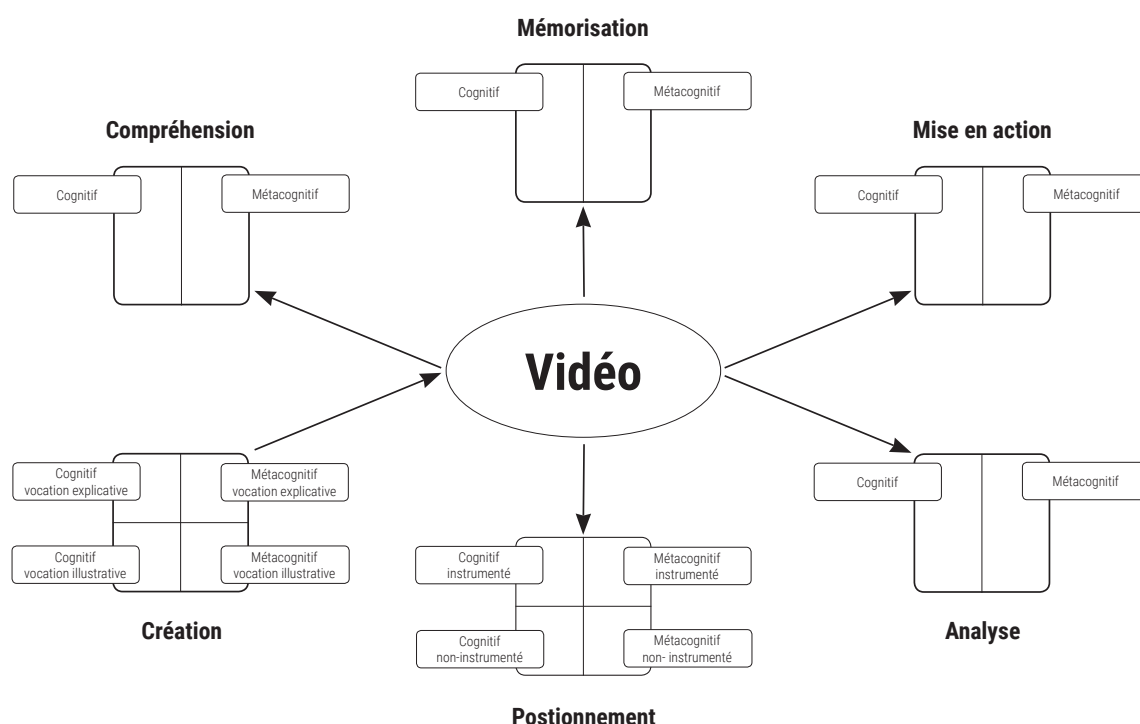 Mémorisation
Cognitif
Métacognitif
Compréhension
Cognitif
Métacognitif
Mise en action
Cognitif
Métacognitif
Vidéo
Cognitif
vocation explicative
Métacognitif
vocation explicative
Cognitif
vocation illustrative
Métacognitif
vocation illustrative
Création
Cognitif
instrumenté
Métacognitif
instrumenté
Cognitif
non-instrumenté
Métacognitif
non- instrumenté
Postionnement
Cognitif
Métacognitif
Analyse